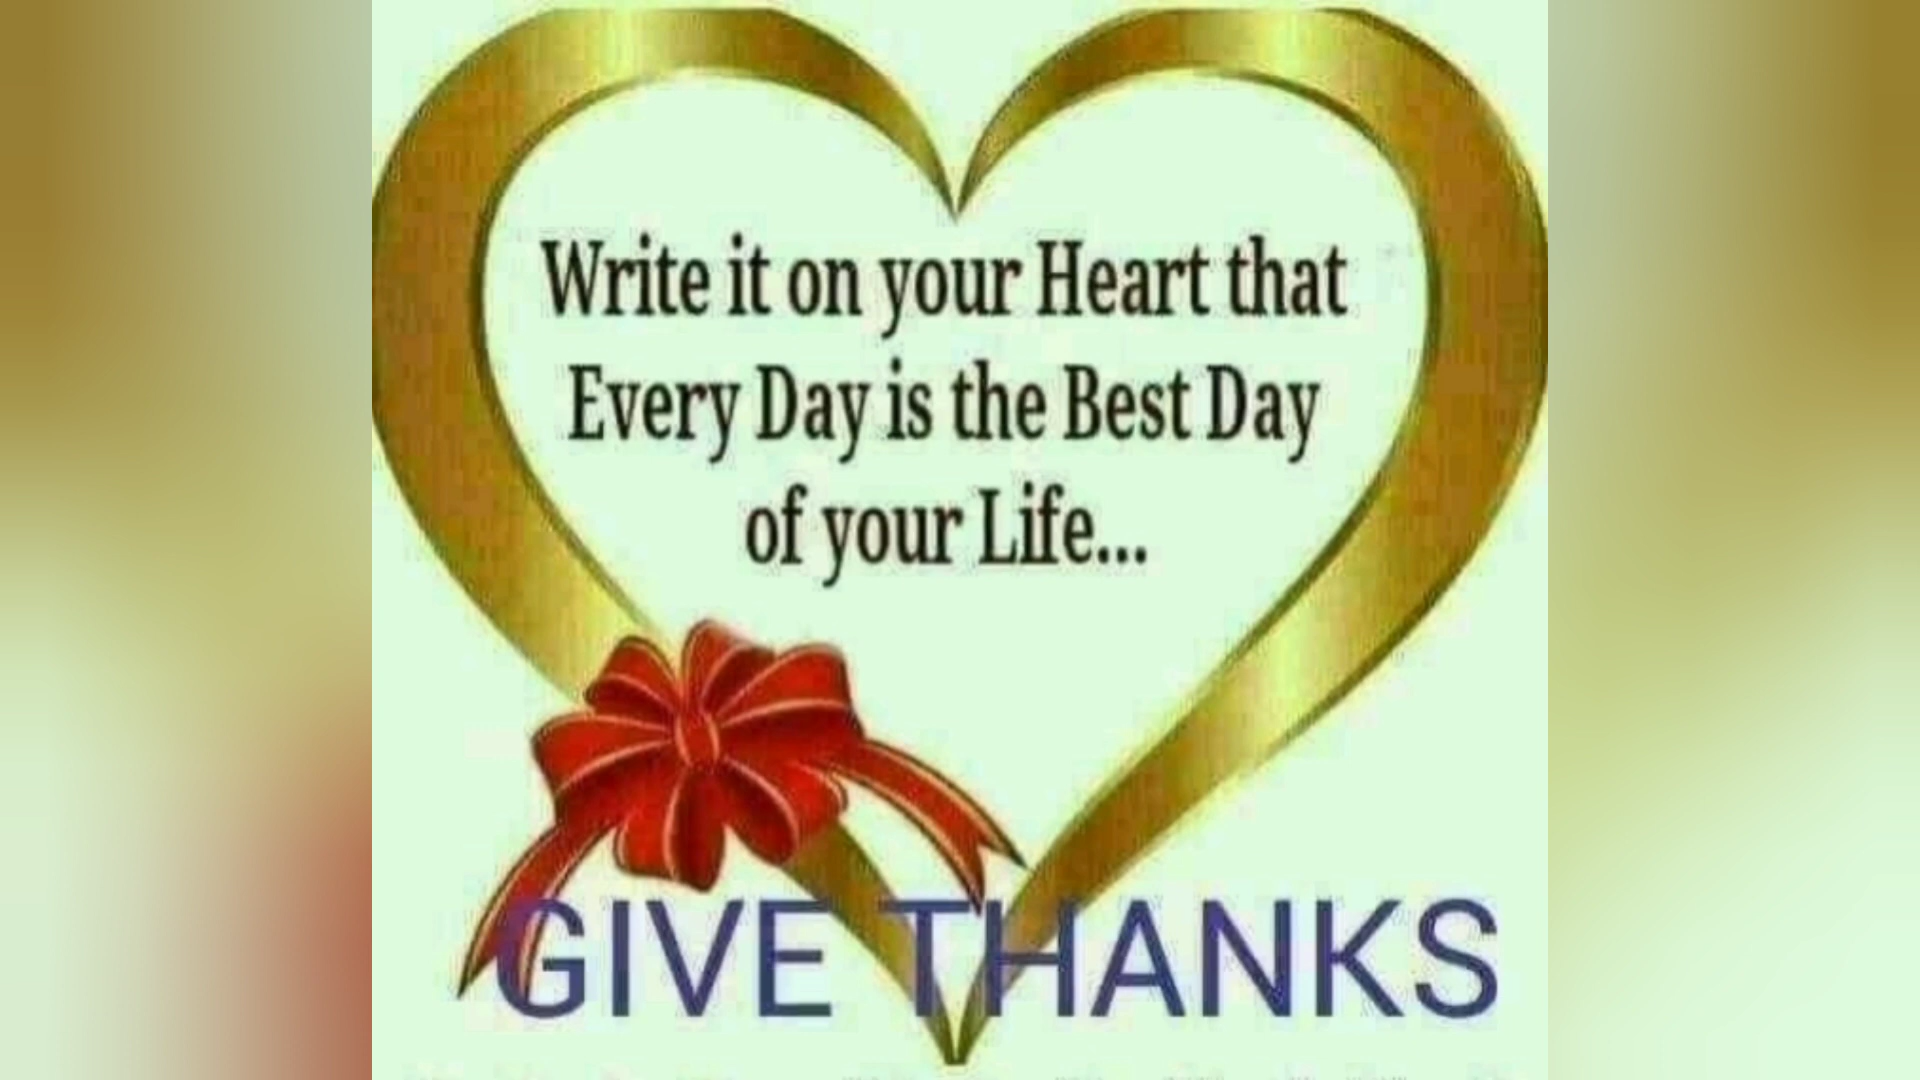 Write it on your Heart that
Every Day is the Best Day
of your Life...
GIVE THANKS